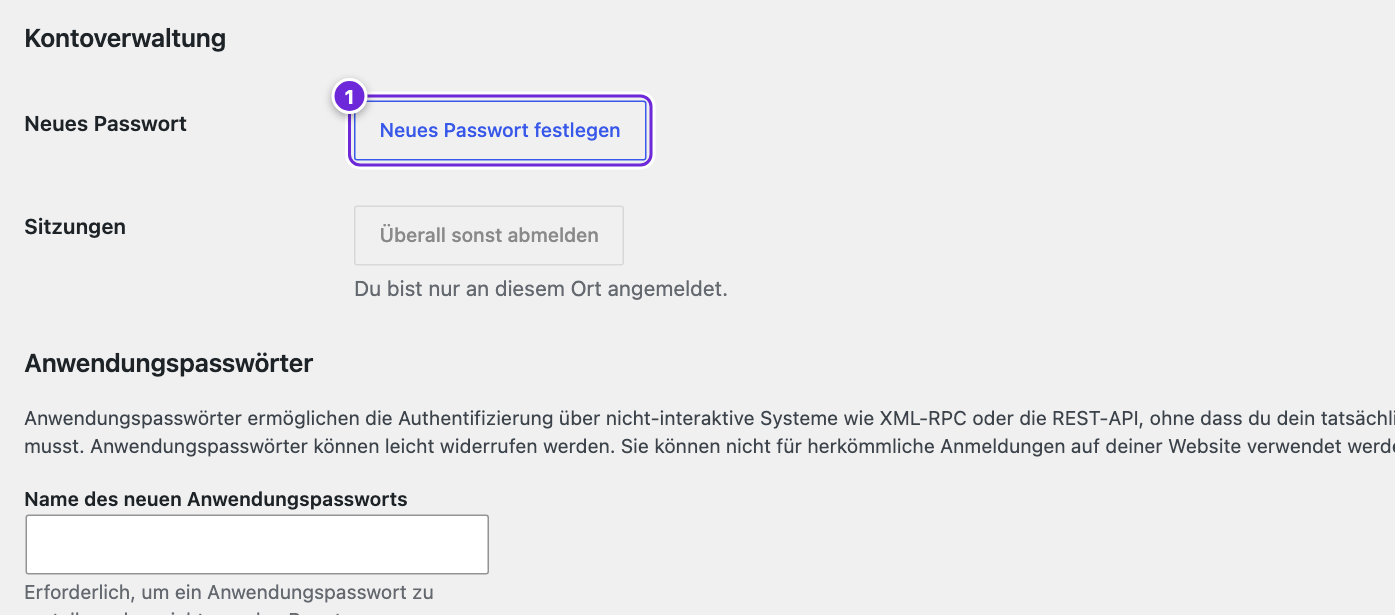 Kontoverwaltung
1
Neues Passwort
Neues Passwort festlegen
Sitzungen
Überall sonst abmelden
Du bist nur an diesem Ort angemeldet.
Anwendungspasswörter
Anwendungspasswörter ermöglichen die Authentifizierung über nicht-interaktive Systeme wie XML-RPC oder die REST-API, ohne dass du dein
musst. Anwendungspasswörter können leicht widerrufen werden. Sie können nicht für herkömmliche Anmeldungen auf deiner Website verwendet
Name des neuen Anwendungspassworts
Erforderlich, um ein Anwendungspasswort zu